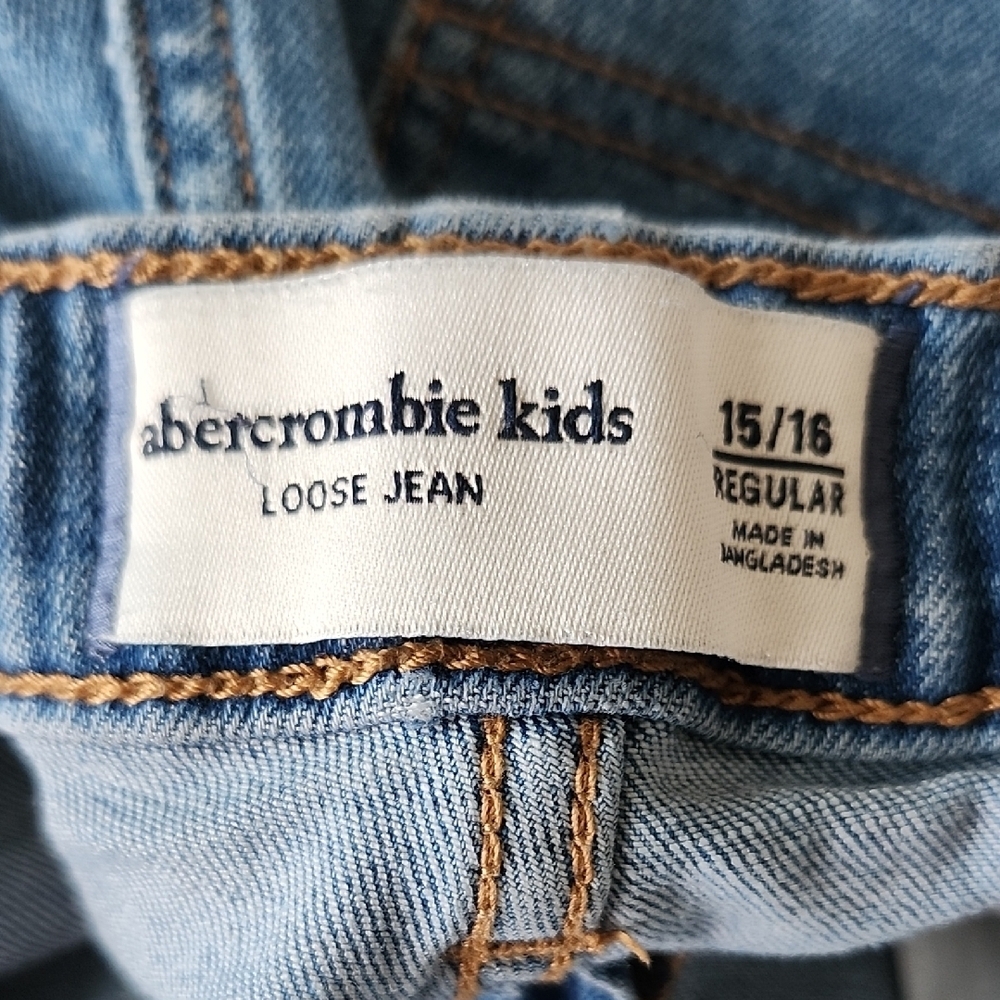 abercrombie kids
LOOSE JEAN
15/16
REGULAR
MADE IN
BANGLADESH